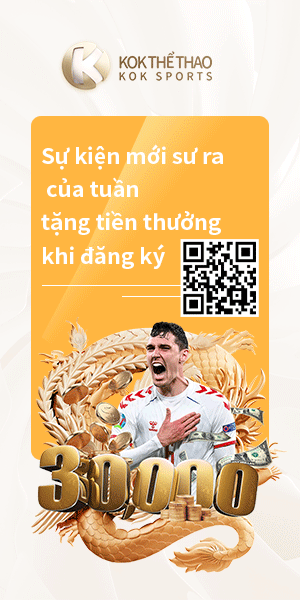 KOK THỂ THAO
KOK SPORTS
Sự kiện mới sư ra
của tuần
tặng tiền thưởng
khi đăng ký
30000